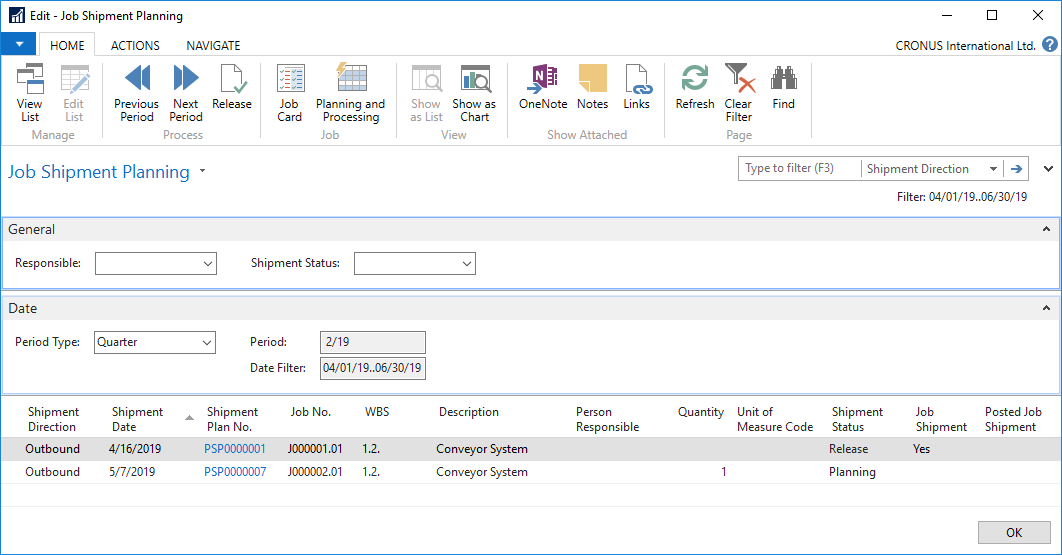 Edit - Job Shipment Planning
HOME ACTIONS NAVIGATE CRONUS International Ltd. ?
View List
Edit List
Manage
Previous Period
Next Period
Release
Process
Job Card
Planning and Processing
Job
Show as List
Show as Chart
View
OneNote
Notes
Links
Show Attached
Refresh
Clear Filter
Find
Page
Job Shipment Planning
Type to filter (F3) Shipment Direction
Filter: 04/01/19..06/30/19
General
Responsible: Shipment Status:
Date
Period Type: Quarter Period: 2/19
Date Filter: 04/01/19..06/30/19
Shipment Direction Shipment Date Shipment Plan No. Job No. WBS Description Person Responsible Quantity Unit of Measure Code Shipment Status Job Shipment Posted Job Shipment
Outbound 4/16/2019 PSP0000001 J000001.01 1.2. Conveyor System Release Yes
Outbound 5/7/2019 PSP0000007 J000002.01 1.2. Conveyor System 1 Planning
OK